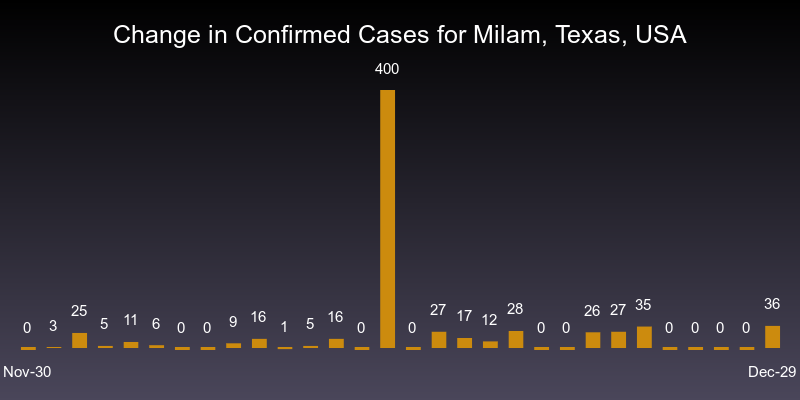 Change in Confirmed Cases for Milam, Texas, USA
400
0 3 25 5 11 6 0 0 9 16 1 5 16 0 0 27 17 12 28 0 0 26 27 35 0 0 0 0 36
Nov-30 Dec-29